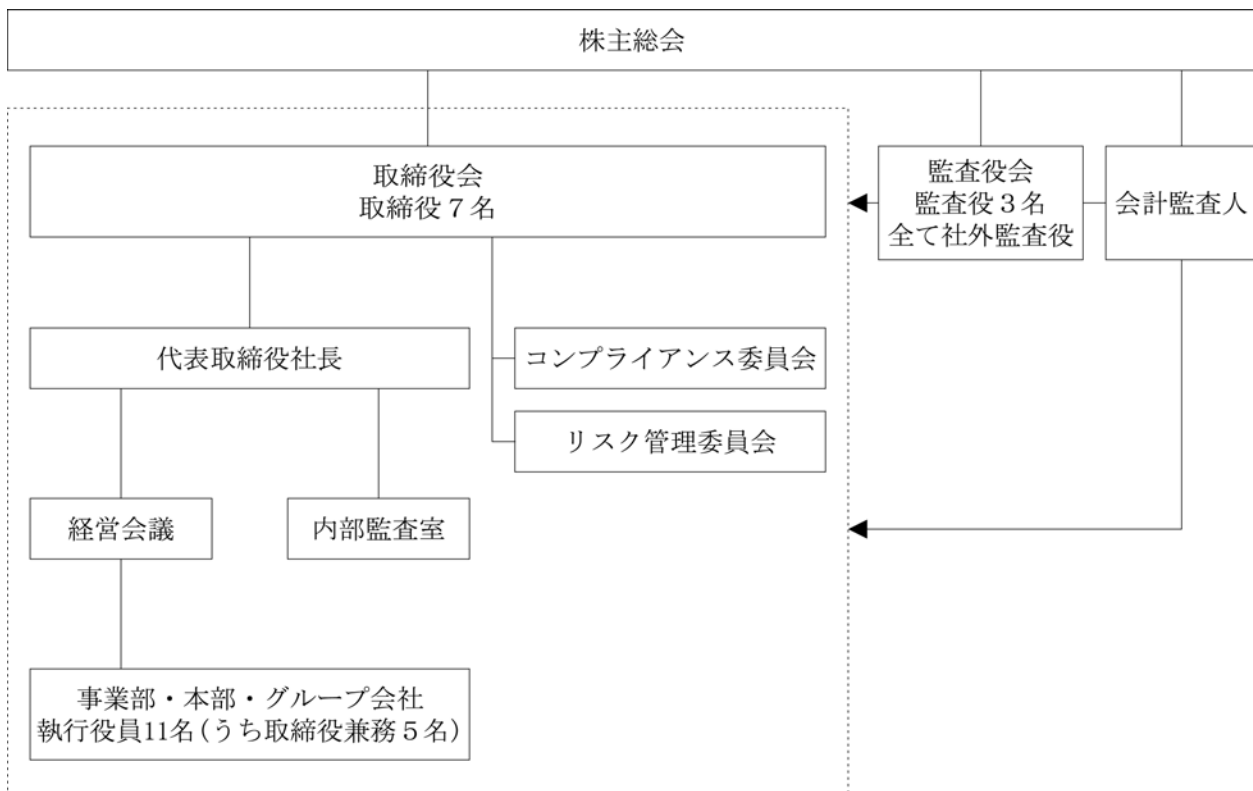 株主総会
取締役会
取締役７名
監査役会
監査役３名
全て社外監査役
会計監査人
代表取締役社長
コンプライアンス委員会
リスク管理委員会
経営会議
内部監査室
事業部・本部・グループ会社
執行役員11名(うち取締役兼務５名)